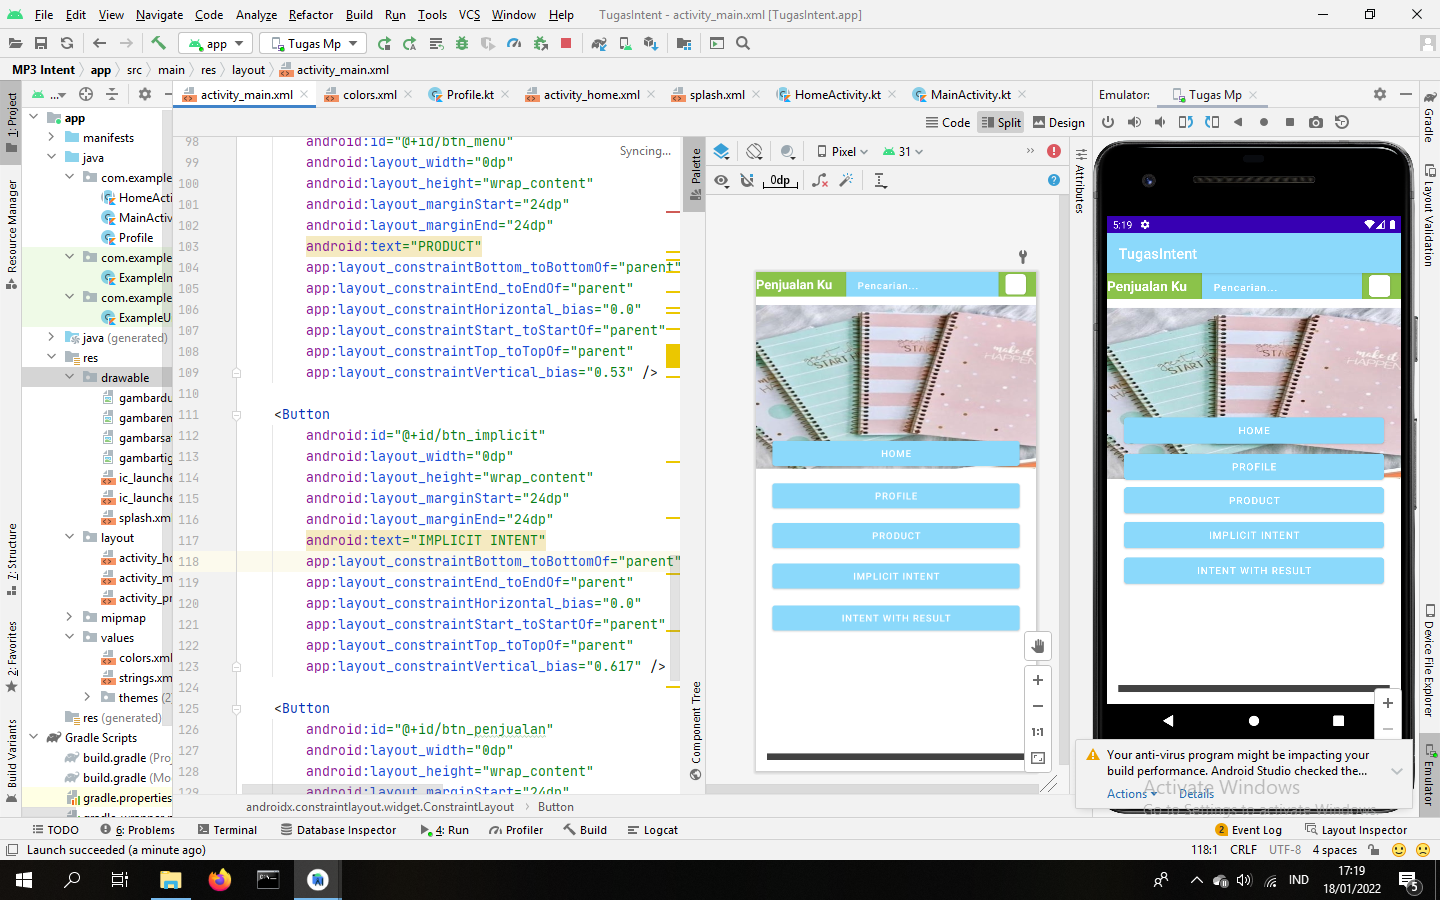 File Edit View Navigate Code Analyze Refactor Build Run Tools VCS Window Help TugasIntent - activity_main.xml [TugasIntent.app]
app Tugas Mp
MP3 Intent app src main res layout activity_main.xml
1: Project
Resource Manager
7: Structure
2: Favorites
Build Variants
...
app
manifests
java
com.example
HomeActi
MainActiv
Profile
com.example
ExampleIn
com.example
ExampleU
java (generated)
res
drawable
gambardu
gambaren
gambarsa
gambartig
ic_launche
ic_launche
splash.xm
layout
activity_ho
activity_m
activity_pr
mipmap
values
colors.xml
strings.xm
themes (2
res (generated)
Gradle Scripts
build.gradle (Pro
build.gradle (Mo
gradle.properties
activity_main.xml colors.xml Profile.kt activity_home.xml splash.xml HomeActivity.kt MainActivity.kt
Code Split Design
Syncing...
98 android:id="@+id/btn_menu"
99 android:layout_width="0dp"
100 android:layout_height="wrap_content"
101 android:layout_marginStart="24dp"
102 android:layout_marginEnd="24dp"
103 android:text="PRODUCT"
104 app:layout_constraintBottom_toBottomOf="parent"
105 app:layout_constraintEnd_toEndOf="parent"
106 app:layout_constraintHorizontal_bias="0.0"
107 app:layout_constraintStart_toStartOf="parent"
108 app:layout_constraintTop_toTopOf="parent"
109 app:layout_constraintVertical_bias="0.53" />
110
111 <Button
112 android:id="@+id/btn_implicit"
113 android:layout_width="0dp"
114 android:layout_height="wrap_content"
115 android:layout_marginStart="24dp"
116 android:layout_marginEnd="24dp"
117 android:text="IMPLICIT INTENT"
118 app:layout_constraintBottom_toBottomOf="parent"
119 app:layout_constraintEnd_toEndOf="parent"
120 app:layout_constraintHorizontal_bias="0.0"
121 app:layout_constraintStart_toStartOf="parent"
122 app:layout_constraintTop_toTopOf="parent"
123 app:layout_constraintVertical_bias="0.617" />
124
125 <Button
126 android:id="@+id/btn_penjualan"
127 android:layout_width="0dp"
128 android:layout_height="wrap_content"
129 android:layout_marginStart="24dp"
androidx.constraintlayout.widget.ConstraintLayout Button
Palette
Component Tree
Pixel 31
0dp
Penjualan Ku Pencarian...
HOME
PROFILE
PRODUCT
IMPLICIT INTENT
INTENT WITH RESULT
1:1
Attributes
Emulator: Tugas Mp
5:19
TugasIntent
Penjualan Ku Pencarian...
START
make it
HAPPEN
HOME
PROFILE
PRODUCT
IMPLICIT INTENT
INTENT WITH RESULT
Your anti-virus program might be impacting your
build performance. Android Studio checked the...
Actions Details
Activate Windows
Go to Settings to activate Windows.
Gradle
Layout Validation
Device File Explorer
Emulator
TODO 6: Problems Terminal Database Inspector 4: Run Profiler Build Logcat 2 Event Log Layout Inspector
Launch succeeded (a minute ago) 118:1 CRLF UTF-8 4 spaces
IND 17:19
18/01/2022 5